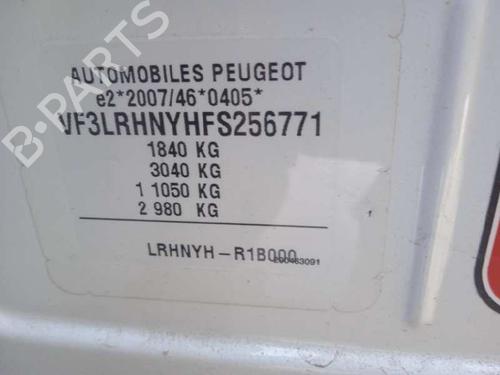 AUTOMOBILES PEUGEOT
e2*2007/46*0405*
VF3LRHNYHFS256771
1840 KG
3040 KG
1 1050 KG
2 980 KG
LRHNYH-R1B000